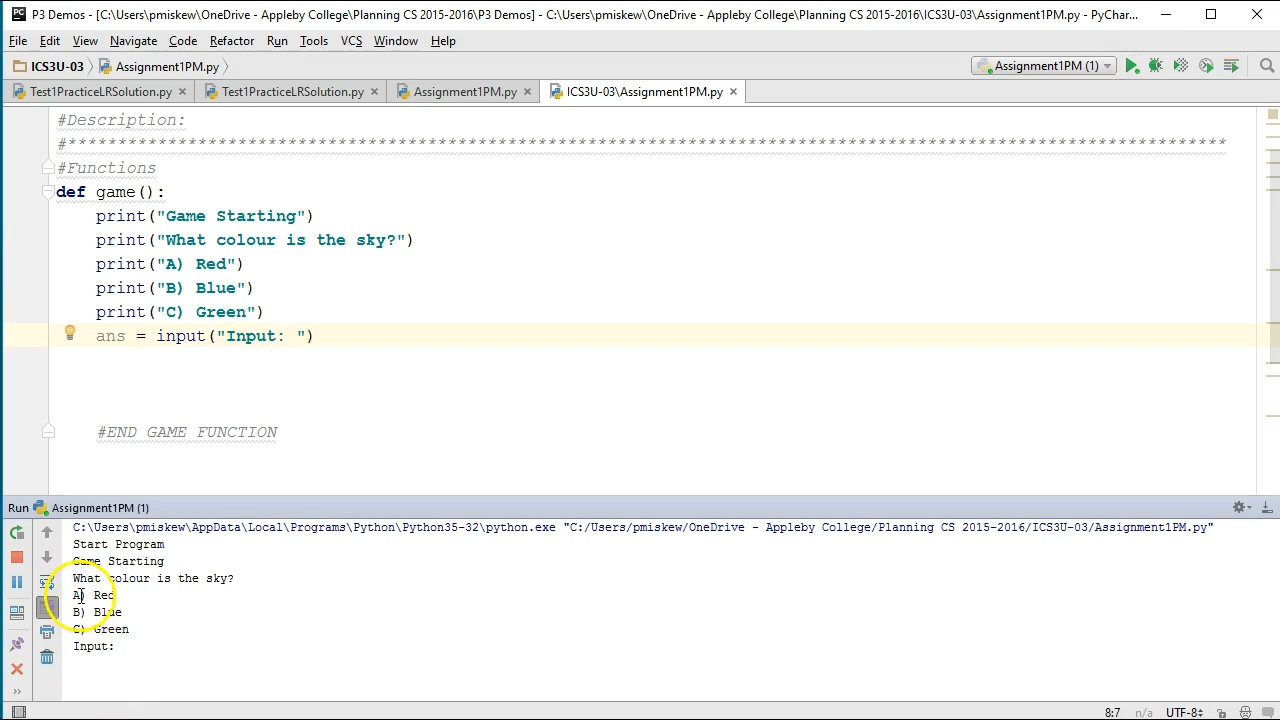 P3 Demos - [C:\Users\pmiskew\OneDrive - Appleby College\Planning CS 2015-2016\P3 Demos] - C:\Users\pmiskew\OneDrive - Appleby College\Planning CS 2015-2016\ICS3U-03\Assignment1PM.py - PyChar...
File Edit View Navigate Code Refactor Run Tools VCS Window Help
ICS3U-03 Assignment1PM.py Assignment1PM (1)
Test1PracticeLRSolution.py Test1PracticeLRSolution.py Assignment1PM.py ICS3U-03\Assignment1PM.py
#Description:
#********************************************************************************************************************
#Functions
def game():
print("Game Starting")
print("What colour is the sky?")
print("A) Red")
print("B) Blue")
print("C) Green")
ans = input("Input: ")
#END GAME FUNCTION
Run Assignment1PM (1)
C:\Users\pmiskew\AppData\Local\Programs\Python\Python35-32\python.exe "C:/Users/pmiskew/OneDrive - Appleby College/Planning CS 2015-2016/ICS3U-03/Assignment1PM.py"
Start Program
Game Starting
What colour is the sky?
A) Red
B) Blue
C) Green
Input:
8:7 n/a UTF-8